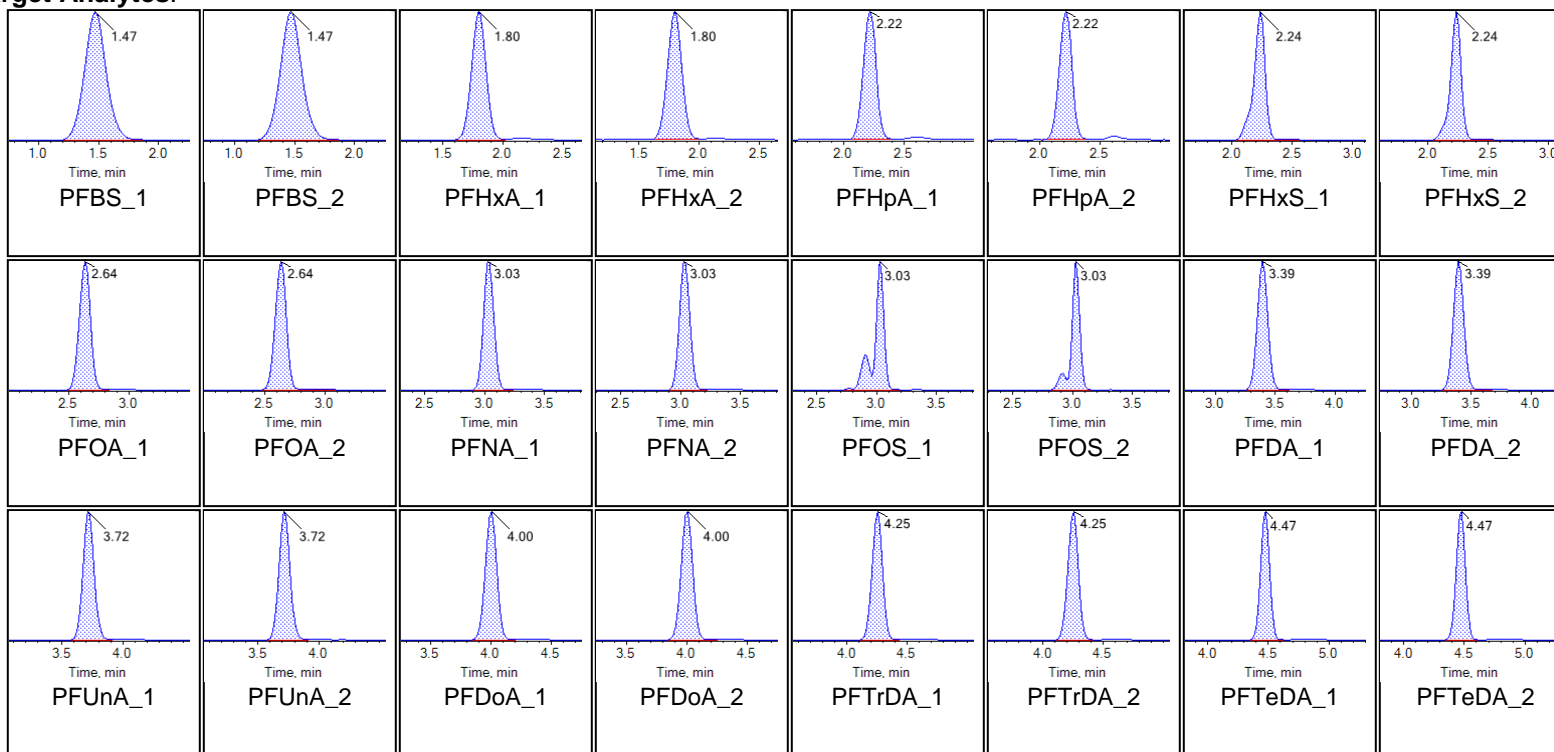 rget Analytes:
1.47 1.47 1.80 1.80 2.22 2.22 2.24 2.24
1.0 1.5 2.0 1.0 1.5 2.0 1.5 2.0 2.5 1.5 2.0 2.5 2.0 2.5 2.0 2.5 2.0 2.5 3.0 2.0 2.5 3.0
Time, min Time, min Time, min Time, min Time, min Time, min Time, min Time, min
PFBS_1 PFBS_2 PFHxA_1 PFHxA_2 PFHpA_1 PFHpA_2 PFHxS_1 PFHxS_2
2.64 2.64 3.03 3.03 3.03 3.03 3.39 3.39
2.5 3.0 2.5 3.0 2.5 3.0 3.5 2.5 3.0 3.5 2.5 3.0 3.5 2.5 3.0 3.5 3.0 3.5 4.0 3.0 3.5 4.0
Time, min Time, min Time, min Time, min Time, min Time, min Time, min Time, min
PFOA_1 PFOA_2 PFNA_1 PFNA_2 PFOS_1 PFOS_2 PFDA_1 PFDA_2
3.72 3.72 4.00 4.00 4.25 4.25 4.47 4.47
3.5 4.0 3.5 4.0 3.5 4.0 4.5 3.5 4.0 4.5 4.0 4.5 4.0 4.5 4.0 4.5 5.0 4.0 4.5 5.0
Time, min Time, min Time, min Time, min Time, min Time, min Time, min Time, min
PFUnA_1 PFUnA_2 PFDoA_1 PFDoA_2 PFTrDA_1 PFTrDA_2 PFTeDA_1 PFTeDA_2